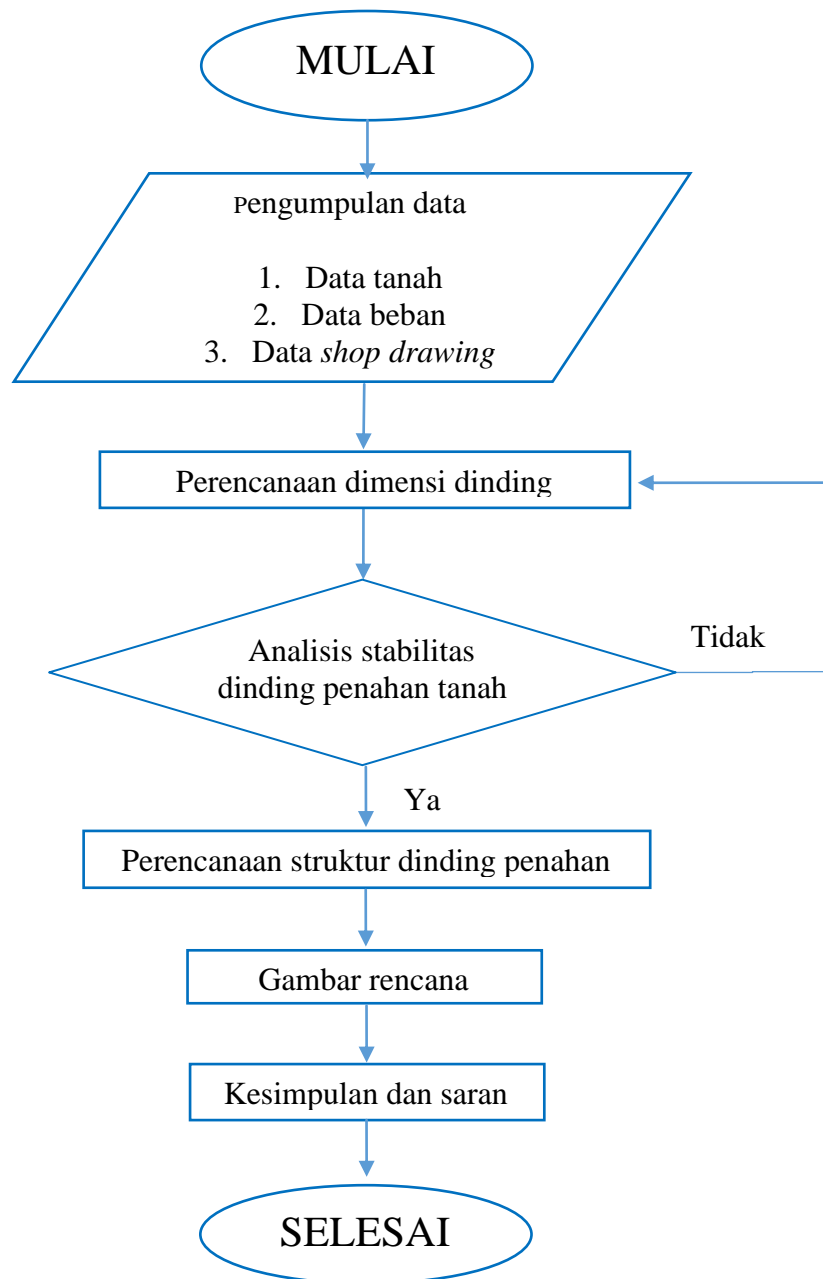 MULAI
Pengumpulan data
1. Data tanah
2. Data beban
3. Data shop drawing
Perencanaan dimensi dinding
Analisis stabilitas
dinding penahan tanah
Tidak
Ya
Perencanaan struktur dinding penahan
Gambar rencana
Kesimpulan dan saran
SELESAI